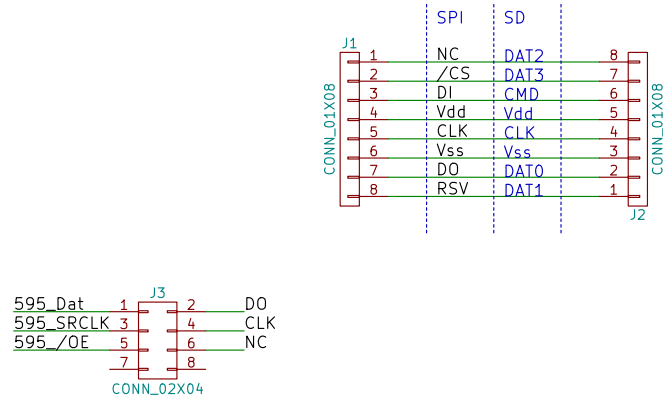 SPI SD
J1
1 NC DAT2 8
2 /CS DAT3 7
3 DI CMD 6
4 Vdd Vdd 5
5 CLK CLK 4
6 Vss Vss 3
7 DO DAT0 2
8 RSV DAT1 1
CONN_01X08
CONN_01X08
J2
J3
595_Dat 1 2 DO
595_SRCLK 3 4 CLK
595_/OE 5 6 NC
7 8
CONN_02X04